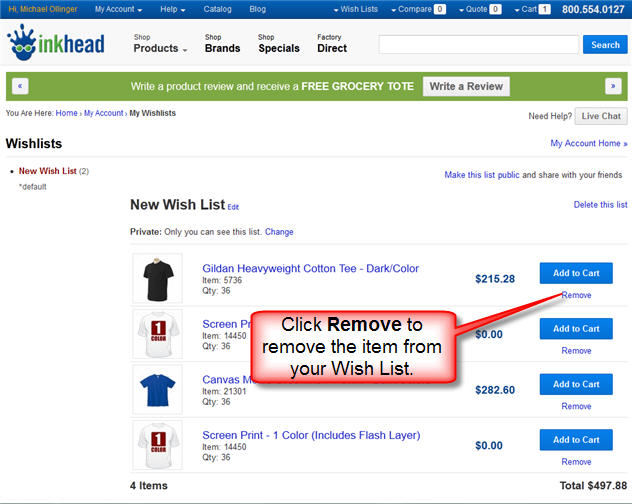 Hi, Michael Ollinger My Account Help Catalog Blog Wish Lists Compare 0 Quote 0 Cart 1 800.554.0127
inkhead
Shop Products
Shop Brands
Shop Specials
Factory Direct
Search
« Write a product review and receive a FREE GROCERY TOTE Write a Review »
You Are Here: Home › My Account › My Wishlists
Need Help? Live Chat
Wishlists
My Account Home »
New Wish List (2)
*default
Make this list public and share with your friends
New Wish List Edit
Delete this list
Private: Only you can see this list. Change
Gildan Heavyweight Cotton Tee - Dark/Color
Item: 5736
Qty: 36
$215.28
Add to Cart
Remove
1 COLOR
Screen
Item: 14450
Qty: 36
$0.00
Add to Cart
Remove
Click Remove to
remove the item from
your Wish List.
Canvas
Item: 21301
Qty: 36
$282.60
Add to Cart
Remove
1 COLOR
Screen Print - 1 Color (Includes Flash Layer)
Item: 14450
Qty: 36
$0.00
Add to Cart
Remove
4 Items
Total $497.88